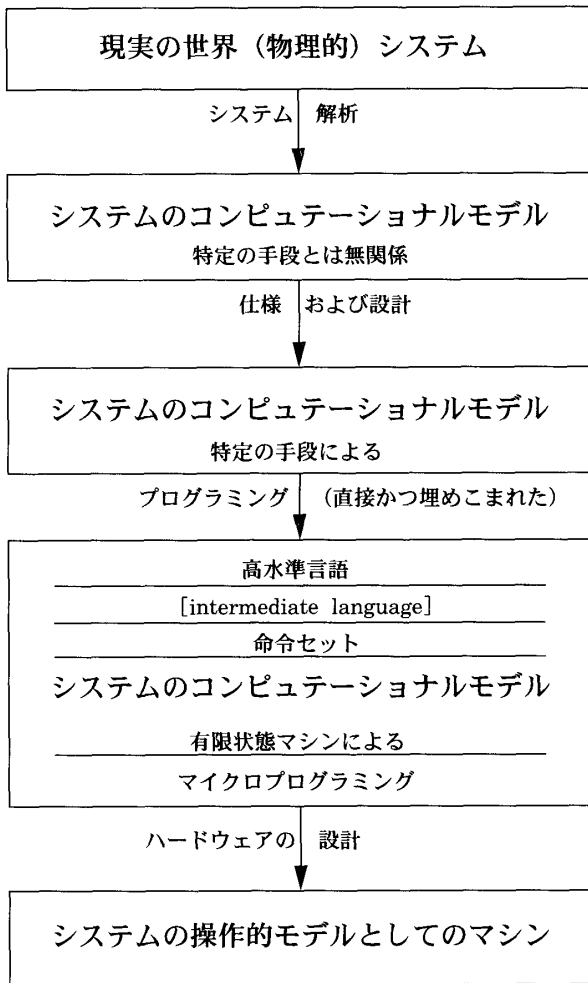 現実の世界（物理的）システム
システム 解析
システムのコンピュテーショナルモデル
特定の手段とは無関係
仕様 および設計
システムのコンピュテーショナルモデル
特定の手段による
プログラミング （直接かつ埋めこまれた）
高水準言語
[intermediate language]
命令セット
システムのコンピュテーショナルモデル
有限状態マシンによる
マイクロプログラミング
ハードウェアの 設計
システムの操作的モデルとしてのマシン